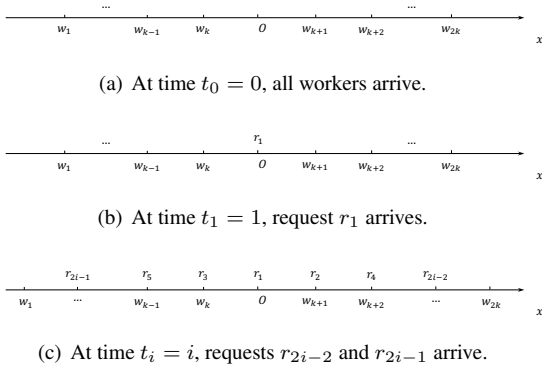 ... ...
w₁ wₖ₋₁ wₖ O wₖ₊₁ wₖ₊₂ w₂ₖ x
(a) At time t₀ = 0, all workers arrive.
r₁
... ...
w₁ wₖ₋₁ wₖ O wₖ₊₁ wₖ₊₂ w₂ₖ x
(b) At time t₁ = 1, request r₁ arrives.
r₂ᵢ₋₁ r₅ r₃ r₁ r₂ r₄ r₂ᵢ₋₂
w₁ ... wₖ₋₁ wₖ O wₖ₊₁ wₖ₊₂ ... w₂ₖ x
(c) At time tᵢ = i, requests r₂ᵢ₋₂ and r₂ᵢ₋₁ arrive.